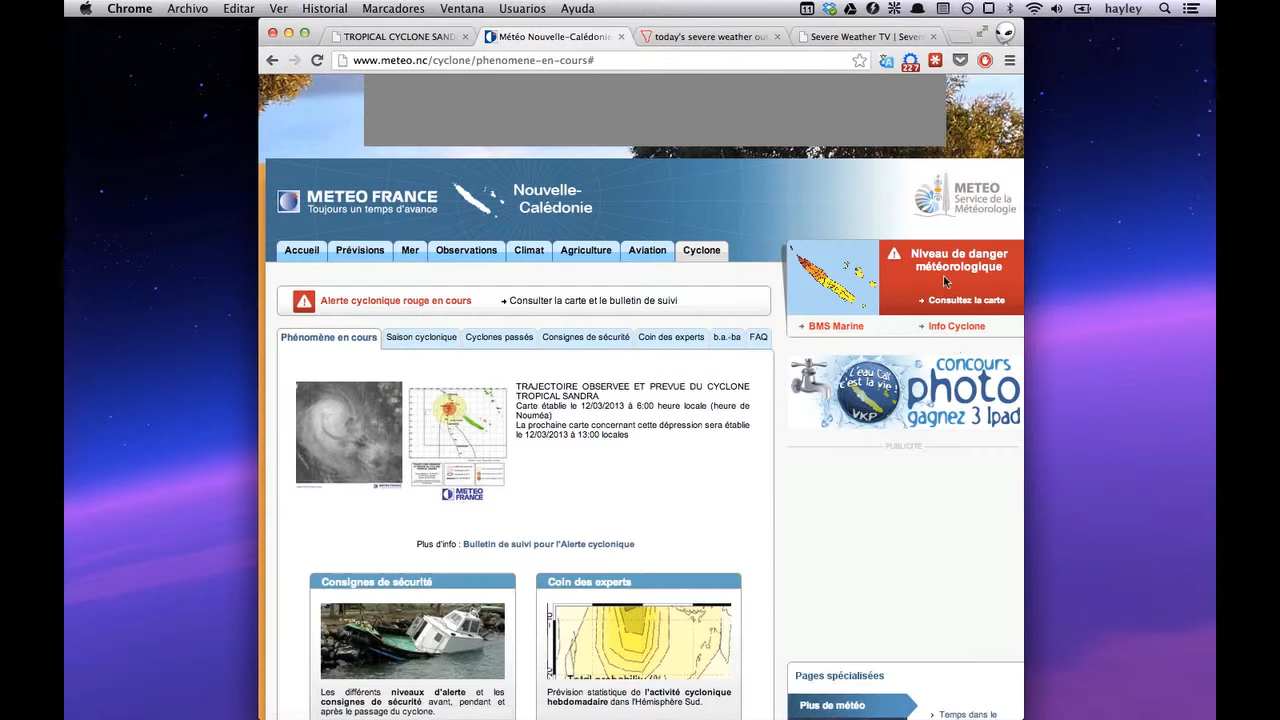 Chrome Archivo Editar Ver Historial Marcadores Ventana Usuarios Ayuda hayley
TROPICAL CYCLONE SAND
Météo Nouvelle-Calédonie
today's severe weather out
Severe Weather TV | Severe
www.meteo.nc/cyclone/phenomene-en-cours#
227
METEO FRANCE
Toujours un temps d'avance
Nouvelle-
Calédonie
METEO
Service de la
Météorologie
Accueil Prévisions Mer Observations Climat Agriculture Aviation Cyclone
Niveau de danger
météorologique
Consultez la carte
Alerte cyclonique rouge en cours
Consulter la carte et le bulletin de suivi
BMS Marine
Info Cyclone
Phénomène en cours Saison cyclonique Cyclones passés Consignes de sécurité Coin des experts b.a.-ba FAQ
concours
photo
gagnez 3 Ipad
L'eau Cal
c'est la vie !
VKP
TRAJECTOIRE OBSERVEE ET PREVUE DU CYCLONE
TROPICAL SANDRA
Carte établie le 12/03/2013 à 6:00 heure locale (heure de
Nouméa)
La prochaine carte concernant cette dépression sera établie
le 12/03/2013 à 13:00 locales
METEO
PUBLICITE
Plus d'info : Bulletin de suivi pour l'Alerte cyclonique
Consignes de sécurité
Coin des experts
Les différents niveaux d'alerte et les
consignes de sécurité avant, pendant et
après le passage du cyclone.
Prévision statistique de l'activité cyclonique
hebdomadaire dans l'Hémisphère Sud.
Pages spécialisées
Plus de météo
Temps dans le